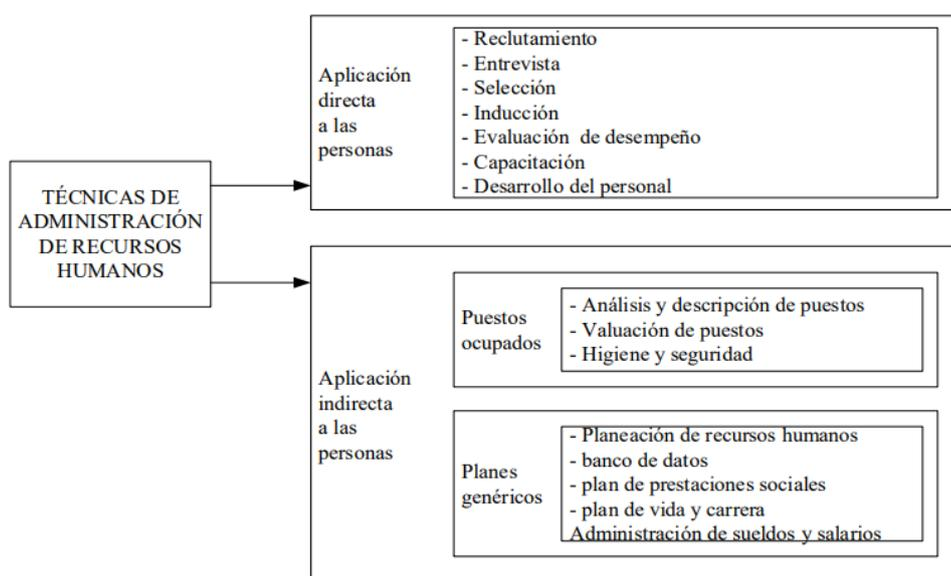 TÉCNICAS DE
ADMINISTRACIÓN
DE RECURSOS
HUMANOS
Aplicación
directa
a las
personas
- Reclutamiento
- Entrevista
- Selección
- Inducción
- Evaluación de desempeño
- Capacitación
- Desarrollo del personal
Aplicación
indirecta
a las
personas
Puestos
ocupados
- Análisis y descripción de puestos
- Valuación de puestos
- Higiene y seguridad
Planes
genéricos
- Planeación de recursos humanos
- banco de datos
- plan de prestaciones sociales
- plan de vida y carrera
Administración de sueldos y salarios